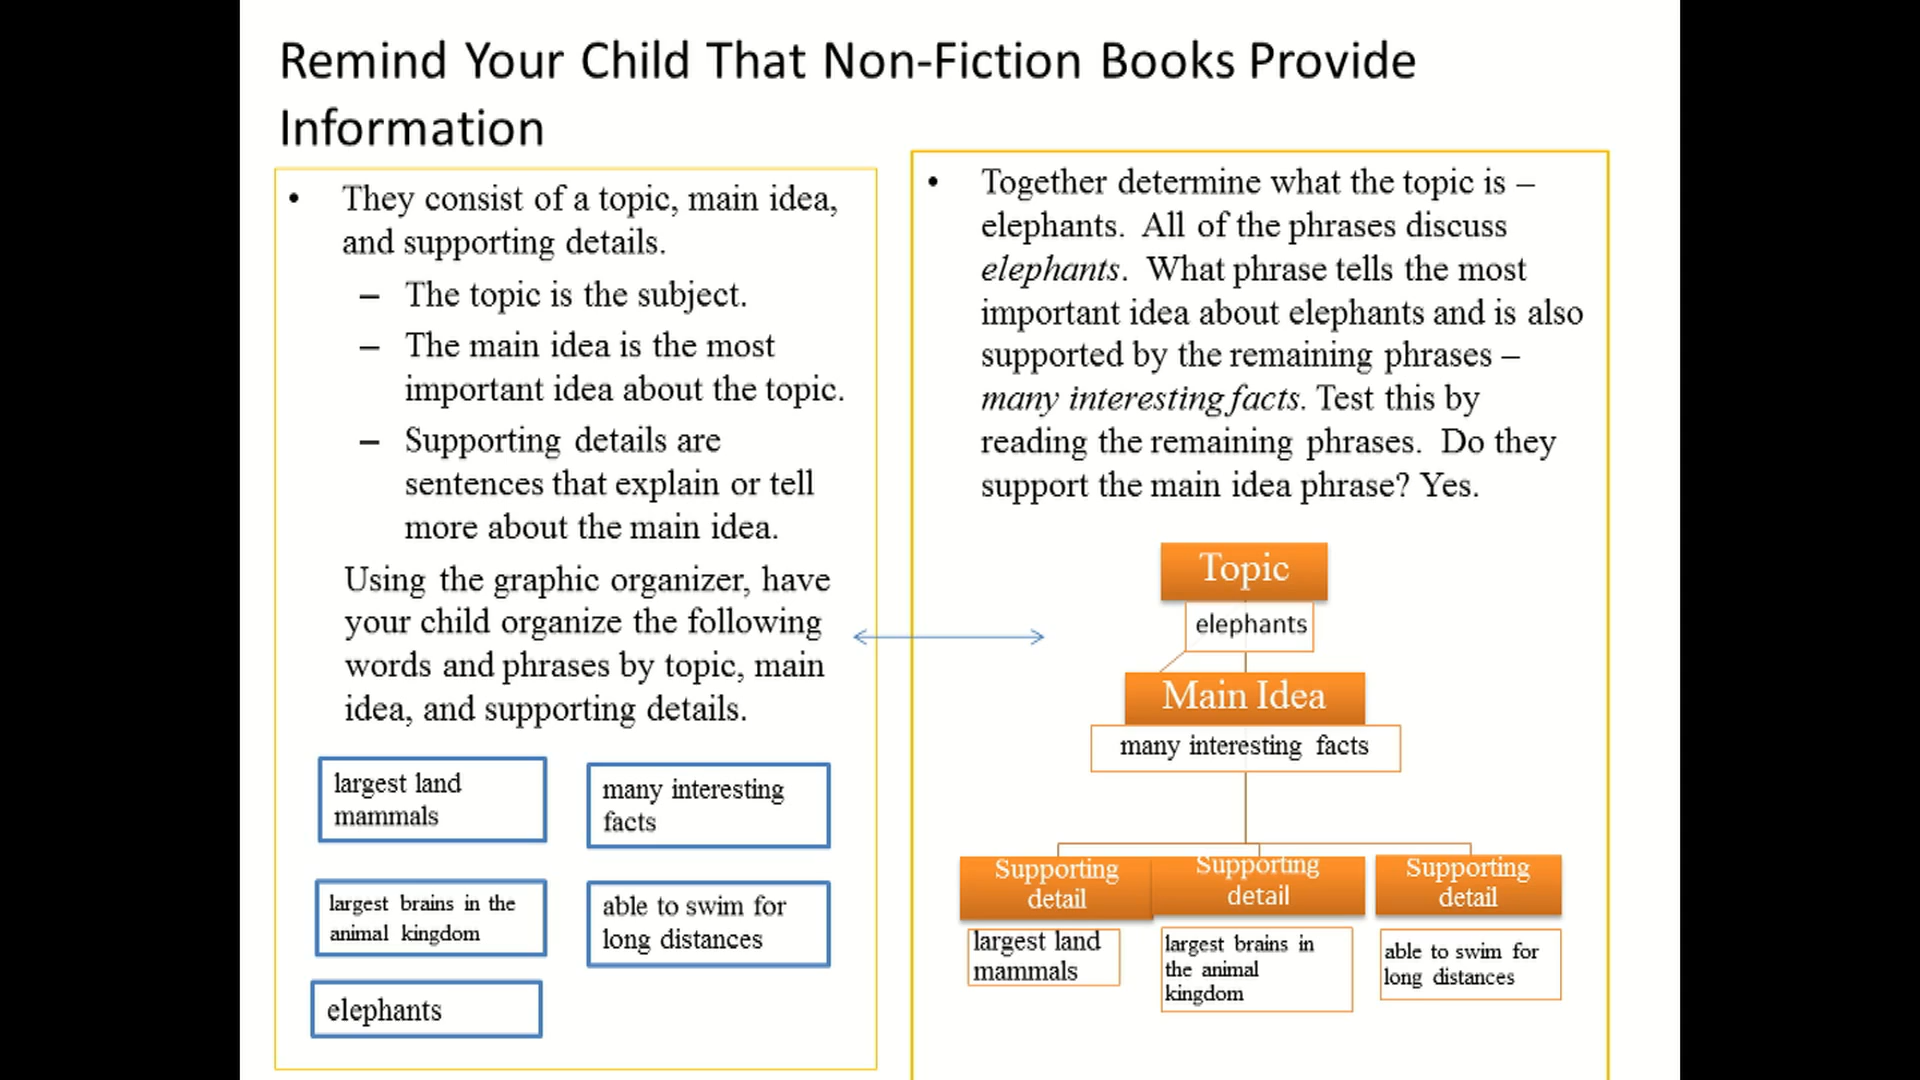 Remind Your Child That Non-Fiction Books Provide
Information
• They consist of a topic, main idea,
and supporting details.
– The topic is the subject.
– The main idea is the most
important idea about the topic.
– Supporting details are
sentences that explain or tell
more about the main idea.
Using the graphic organizer, have
your child organize the following
words and phrases by topic, main
idea, and supporting details.
largest land
mammals
many interesting
facts
largest brains in the
animal kingdom
able to swim for
long distances
elephants
• Together determine what the topic is –
elephants. All of the phrases discuss
elephants. What phrase tells the most
important idea about elephants and is also
supported by the remaining phrases –
many interesting facts. Test this by
reading the remaining phrases. Do they
support the main idea phrase? Yes.
Topic
elephants
Main Idea
many interesting facts
Supporting
detail
largest land
mammals
Supporting
detail
largest brains in
the animal
kingdom
Supporting
detail
able to swim for
long distances